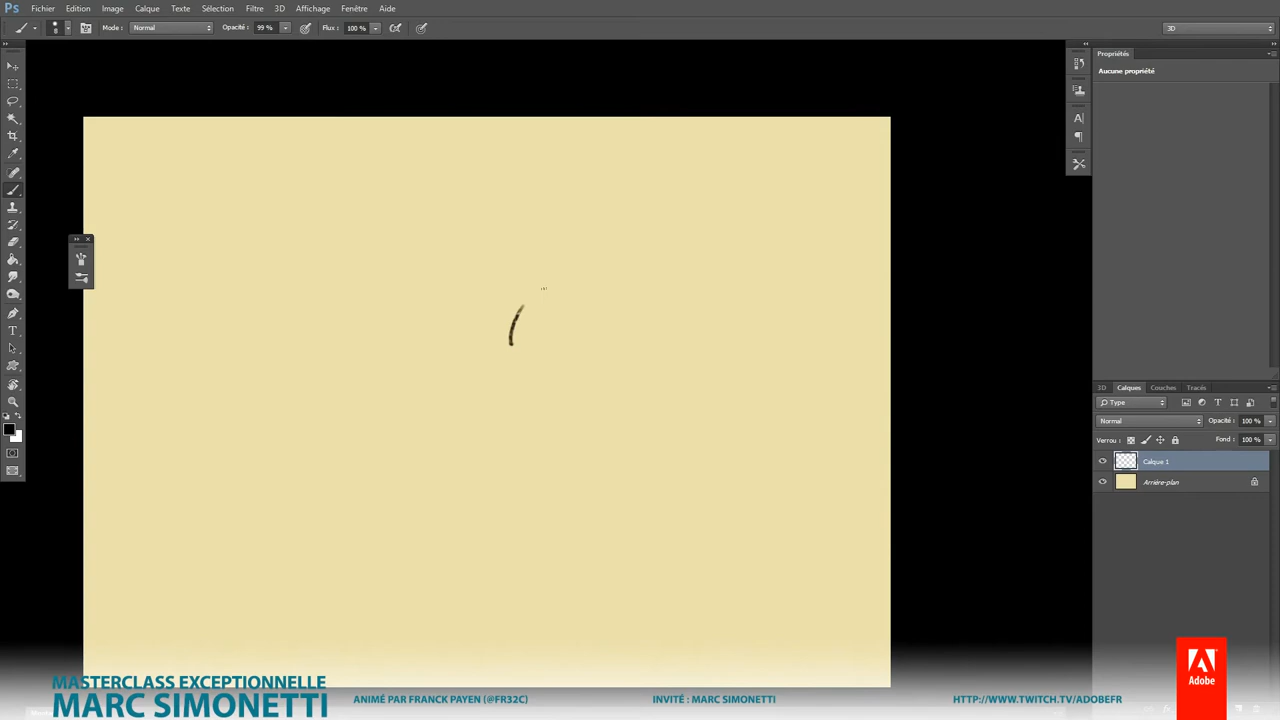 Ps Fichier Edition Image Calque Texte Sélection Filtre 3D Affichage Fenêtre Aide
Mode : Normal Opacité : 99 % Flux : 100 % 3D
Propriétés
Aucune propriété
3D Calques Couches Tracés
Type
Normal Opacité : 100 %
Verrou : Fond : 100 %
Calque 1
Arrière-plan
MASTERCLASS EXCEPTIONNELLE
MARC SIMONETTI
ANIMÉ PAR FRANCK PAYEN (@FR32C) INVITÉ : MARC SIMONETTI HTTP://WWW.TWITCH.TV/ADOBEFR
Adobe